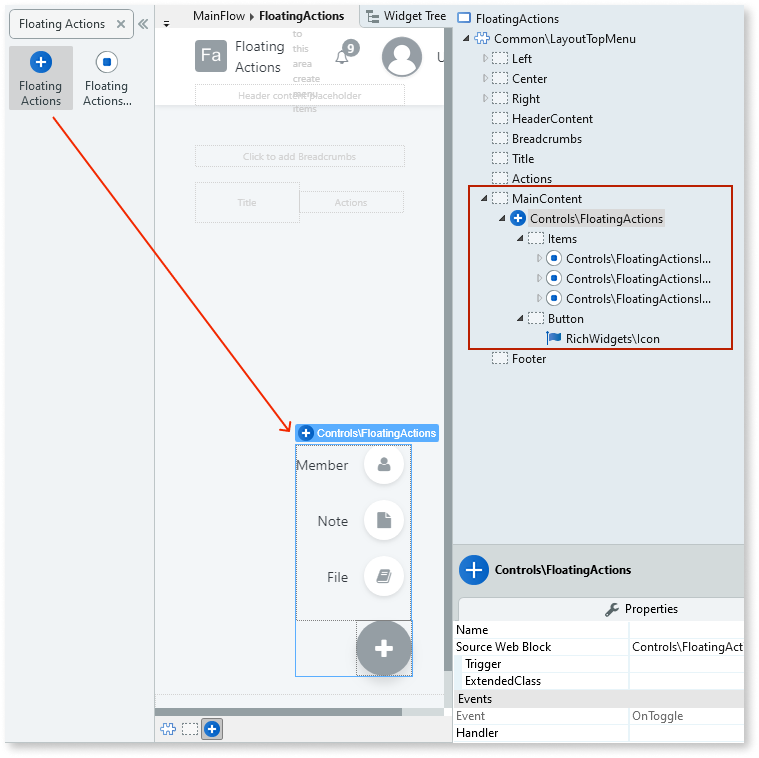 Floating Actions
Floating
Actions
Floating
Actions...
MainFlow
FloatingActions
Widget Tree
Fa
Floating
Actions
to
this
area
create
menu
items
9
U
Header content placeholder
Click to add Breadcrumbs
Title
Actions
Controls\FloatingActions
Member
Note
File
FloatingActions
Common\LayoutTopMenu
Left
Center
Right
HeaderContent
Breadcrumbs
Title
Actions
MainContent
Controls\FloatingActions
Items
Controls\FloatingActionsI...
Controls\FloatingActionsI...
Controls\FloatingActionsI...
Button
RichWidgets\Icon
Footer
Controls\FloatingActions
Properties
Name
Source Web Block Controls\FloatingAct
Trigger
ExtendedClass
Events
Event OnToggle
Handler